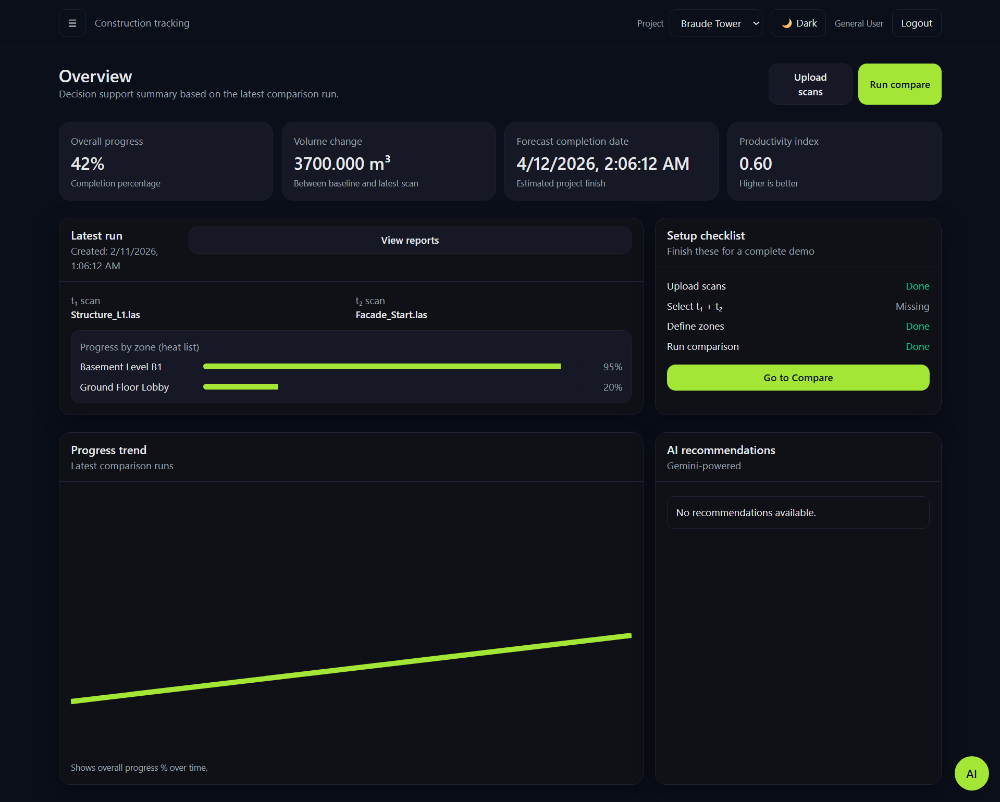 ☰ Construction tracking
Project Braude Tower 🌙 Dark General User Logout
Overview
Decision support summary based on the latest comparison run.
Upload
scans
Run compare
Overall progress
42%
Completion percentage
Volume change
3700.000 m³
Between baseline and latest scan
Forecast completion date
4/12/2026, 2:06:12 AM
Estimated project finish
Productivity index
0.60
Higher is better
Latest run
Created: 2/11/2026,
1:06:12 AM
View reports
t₁ scan
Structure_L1.las
t₂ scan
Facade_Start.las
Progress by zone (heat list)
Basement Level B1 95%
Ground Floor Lobby 20%
Setup checklist
Finish these for a complete demo
Upload scans Done
Select t₁ + t₂ Missing
Define zones Done
Run comparison Done
Go to Compare
Progress trend
Latest comparison runs
Shows overall progress % over time.
AI recommendations
Gemini-powered
No recommendations available.
AI